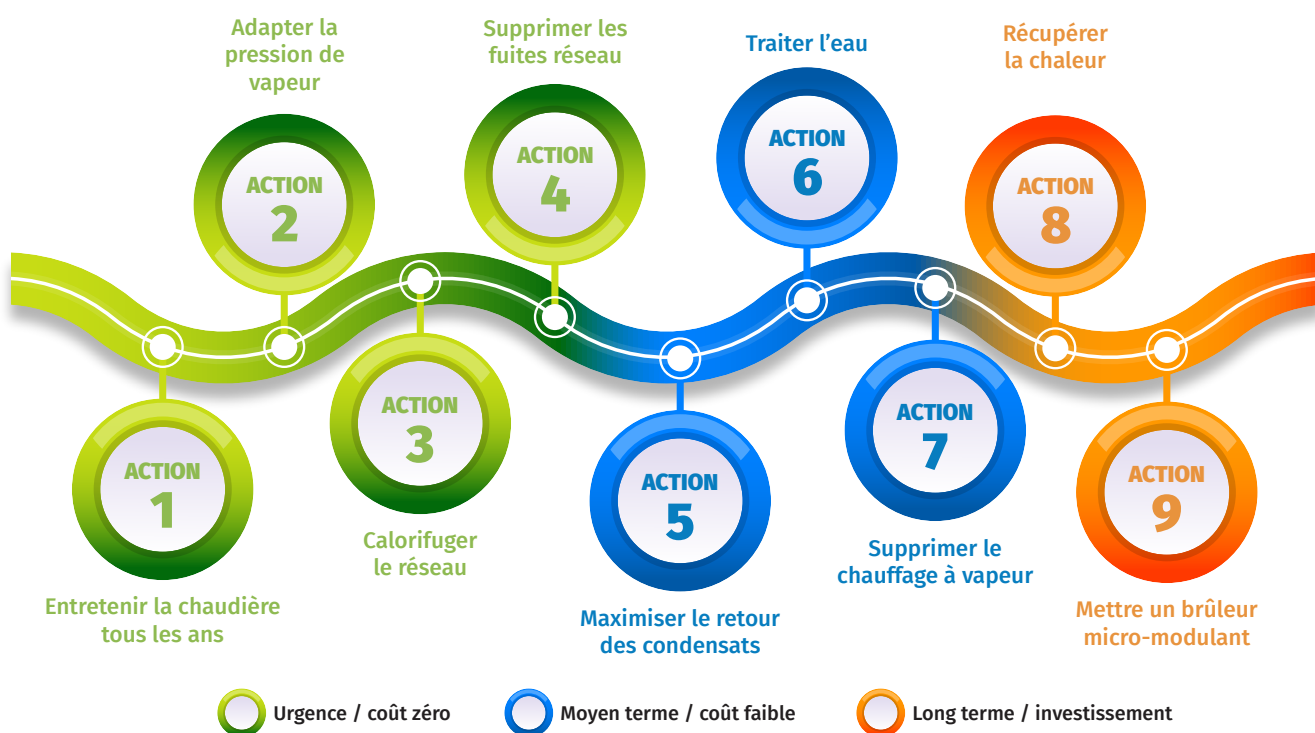 ACTION
1
Entretenir la chaudière
tous les ans
Adapter la
pression de
vapeur
ACTION
2
ACTION
3
Calorifuger
le réseau
Supprimer les
fuites réseau
ACTION
4
ACTION
5
Maximiser le retour
des condensats
Traiter l’eau
ACTION
6
ACTION
7
Supprimer le
chauffage à vapeur
Récupérer
la chaleur
ACTION
8
ACTION
9
Mettre un brûleur
micro-modulant
Urgence / coût zéro
Moyen terme / coût faible
Long terme / investissement